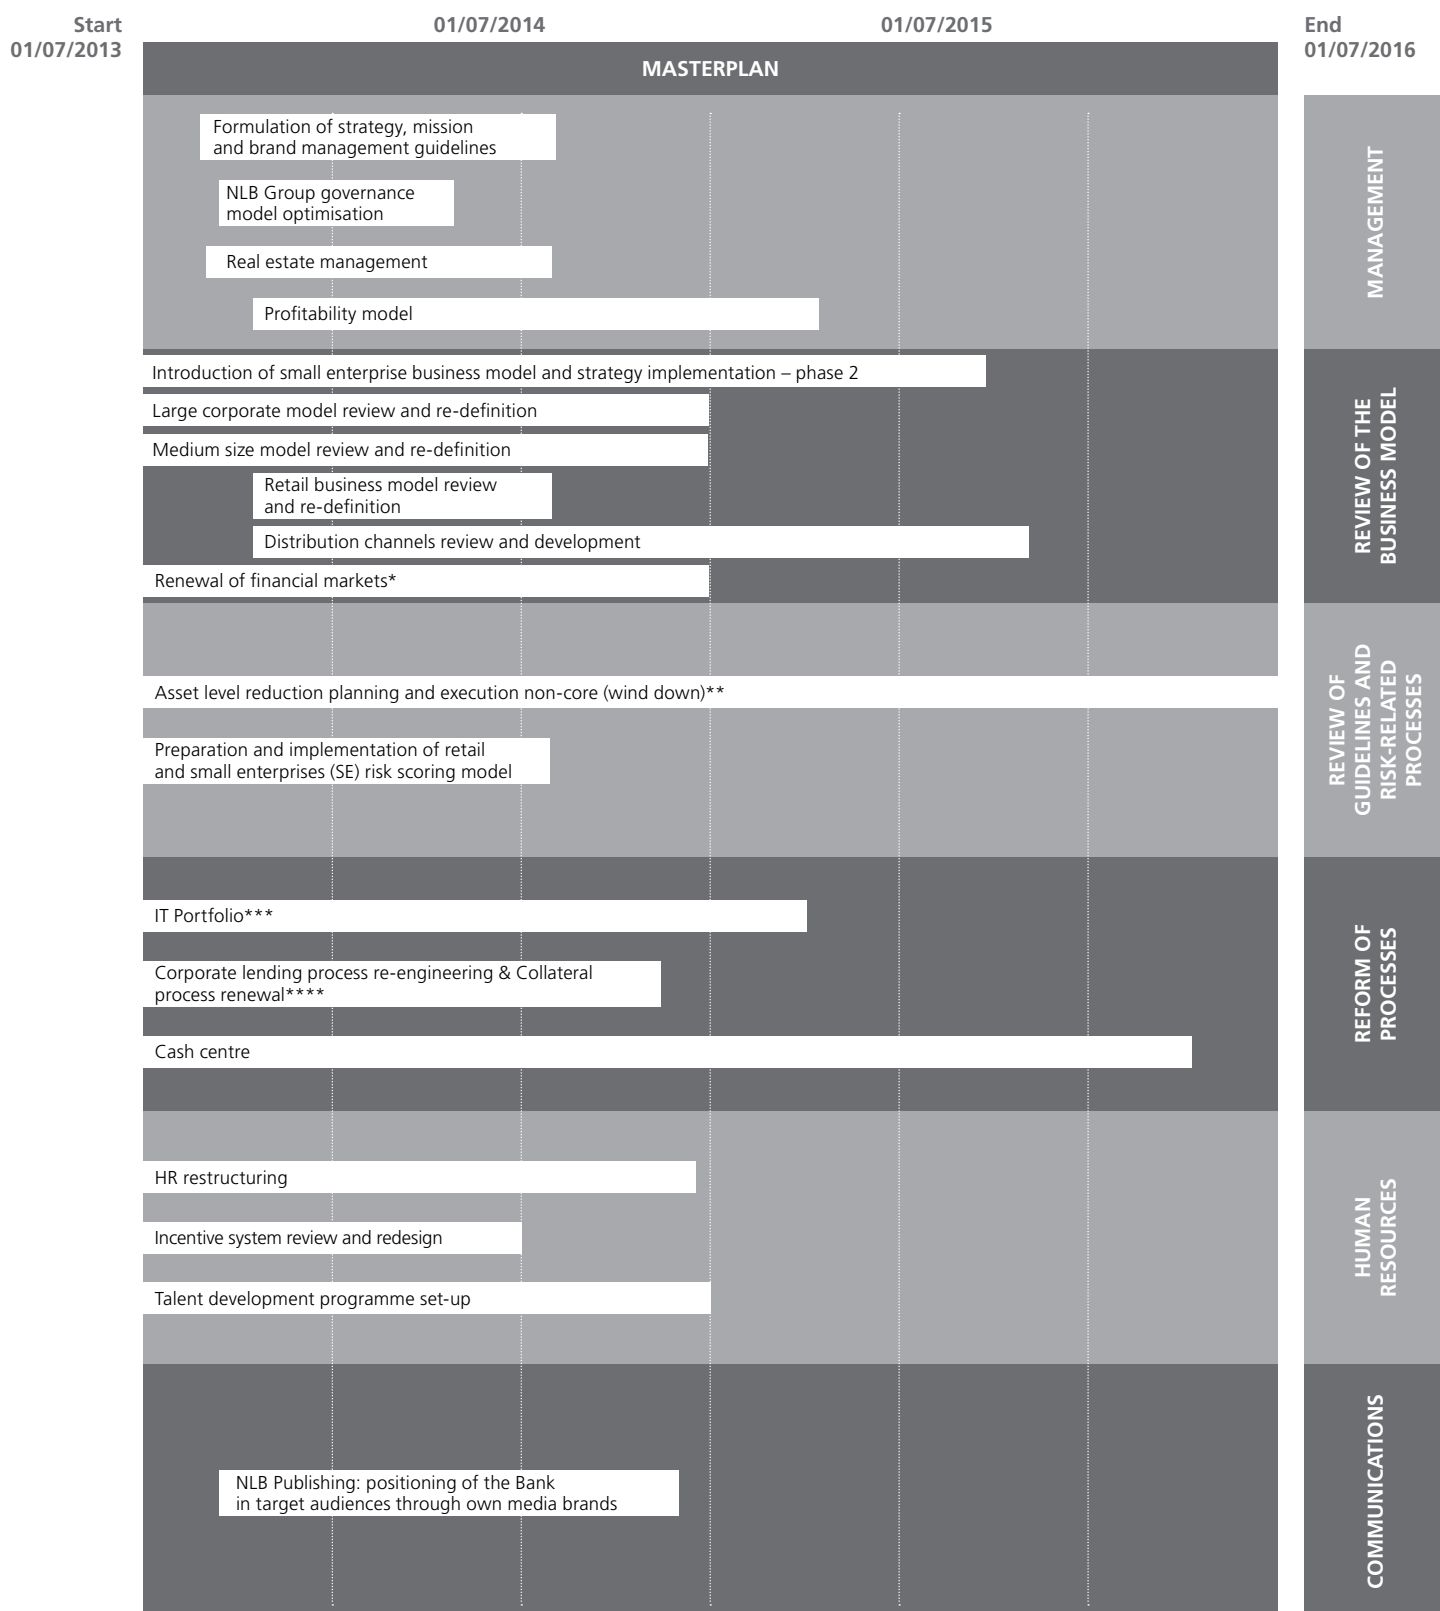 Start
01/07/2013
01/07/2014
01/07/2015
End
01/07/2016
MASTERPLAN
Formulation of strategy, mission
and brand management guidelines
NLB Group governance
model optimisation
Real estate management
Profitability model
MANAGEMENT
Introduction of small enterprise business model and strategy implementation – phase 2
Large corporate model review and re-definition
Medium size model review and re-definition
Retail business model review
and re-definition
Distribution channels review and development
Renewal of financial markets*
REVIEW OF THE
BUSINESS MODEL
Asset level reduction planning and execution non-core (wind down)**
Preparation and implementation of retail
and small enterprises (SE) risk scoring model
REVIEW OF
GUIDELINES AND
RISK-RELATED
PROCESSES
IT Portfolio***
Corporate lending process re-engineering & Collateral
process renewal****
Cash centre
REFORM OF
PROCESSES
HR restructuring
Incentive system review and redesign
Talent development programme set-up
HUMAN
RESOURCES
NLB Publishing: positioning of the Bank
in target audiences through own media brands
COMMUNICATIONS